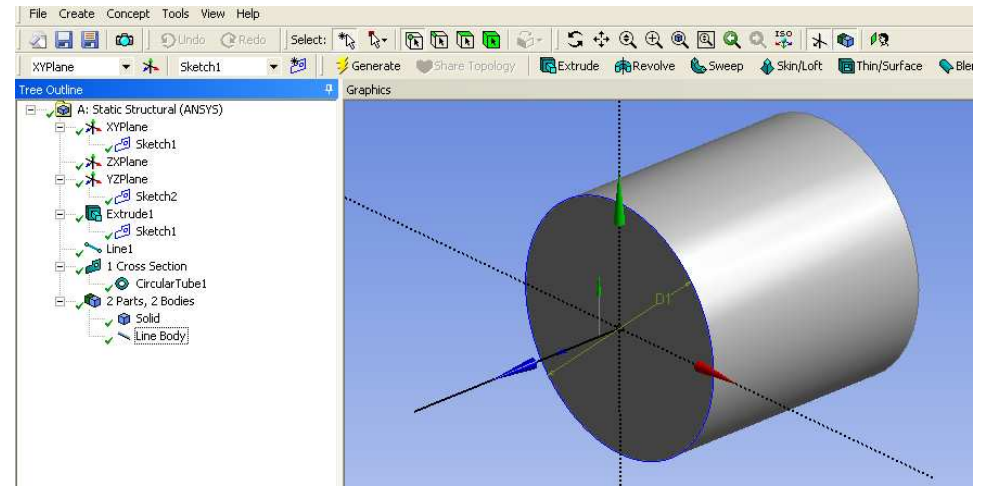 File Create Concept Tools View Help
Undo Redo Select: ISO
XYPlane Sketch1 Generate Share Topology Extrude Revolve Sweep Skin/Loft Thin/Surface Blen
Tree Outline Graphics
A: Static Structural (ANSYS)
XYPlane
Sketch1
ZXPlane
YZPlane
Sketch2
Extrude1
Sketch1
Line1
1 Cross Section
CircularTube1
2 Parts, 2 Bodies
Solid
Line Body
D1